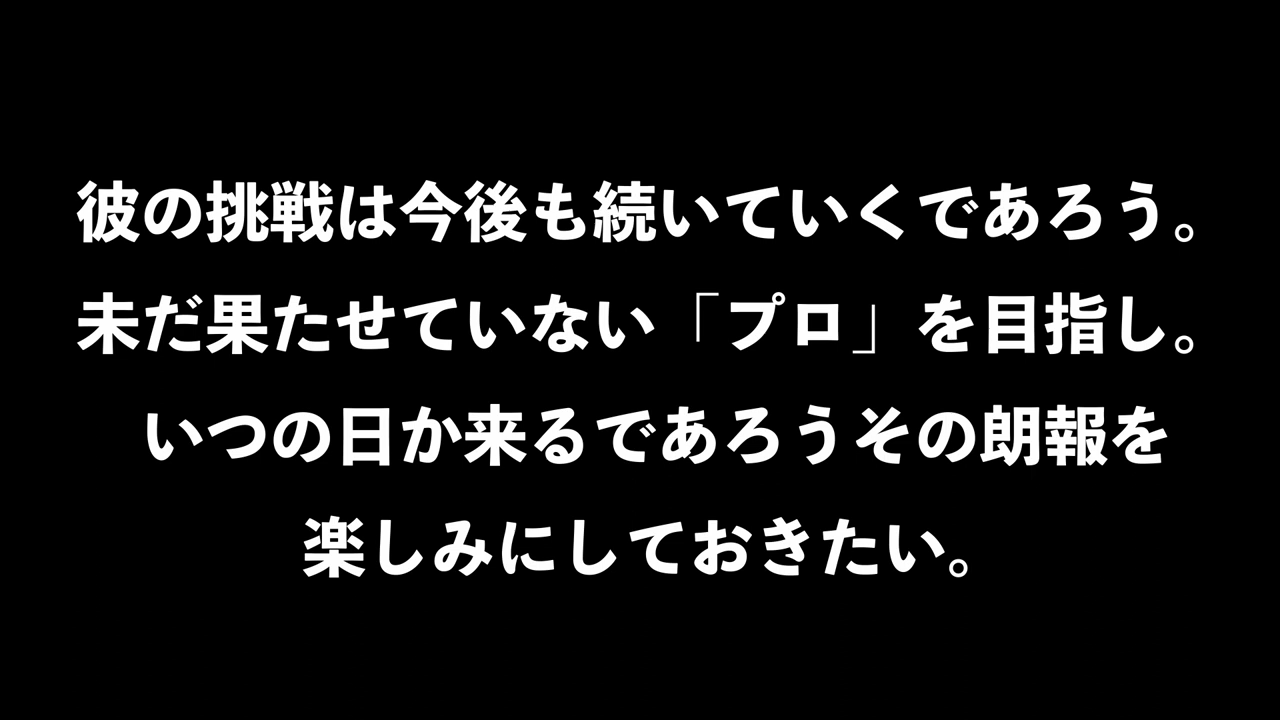 彼の挑戦は今後も続いていくであろう。
未だ果たせていない「プロ」を目指し。
いつの日か来るであろうその朗報を
楽しみにしておきたい。